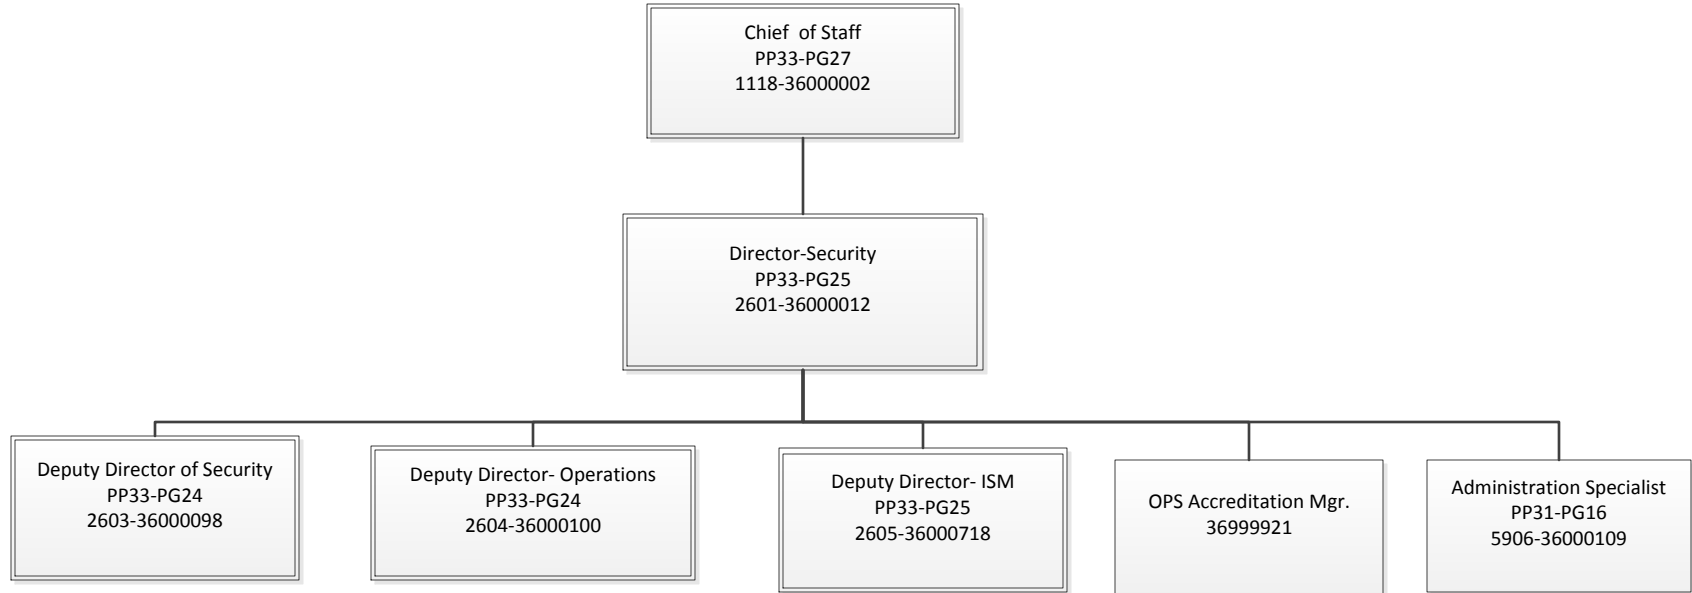 Chief  of Staff
PP33-PG27
1118-36000002
Director-Security
PP33-PG25
2601-36000012
Deputy Director of Security
PP33-PG24
2603-36000098
Deputy Director- Operations
PP33-PG24
2604-36000100
Deputy Director- ISM
PP33-PG25
2605-36000718
OPS Accreditation Mgr.
36999921
Administration Specialist
PP31-PG16
5906-36000109